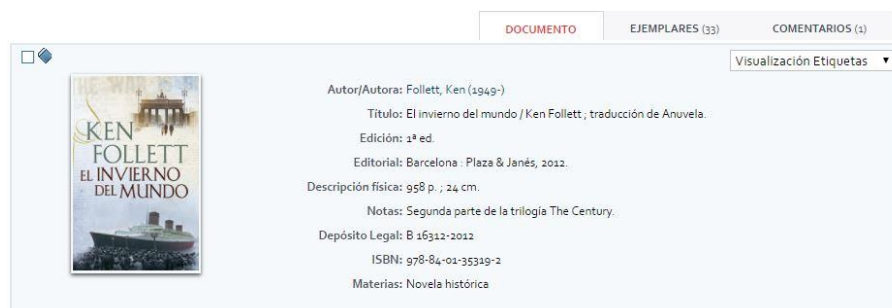 DOCUMENTO EJEMPLARES (33) COMENTARIOS (1)
Visualización Etiquetas
KEN
FOLLETT
EL INVIERNO
DEL MUNDO
Autor/Autora: Follett, Ken (1949-)
Título: El invierno del mundo / Ken Follett ; traducción de Anuvela.
Edición: 1ª ed.
Editorial: Barcelona : Plaza & Janés, 2012.
Descripción física: 958 p. ; 24 cm.
Notas: Segunda parte de la trilogía The Century.
Depósito Legal: B 16312-2012
ISBN: 978-84-01-35319-2
Materias: Novela histórica